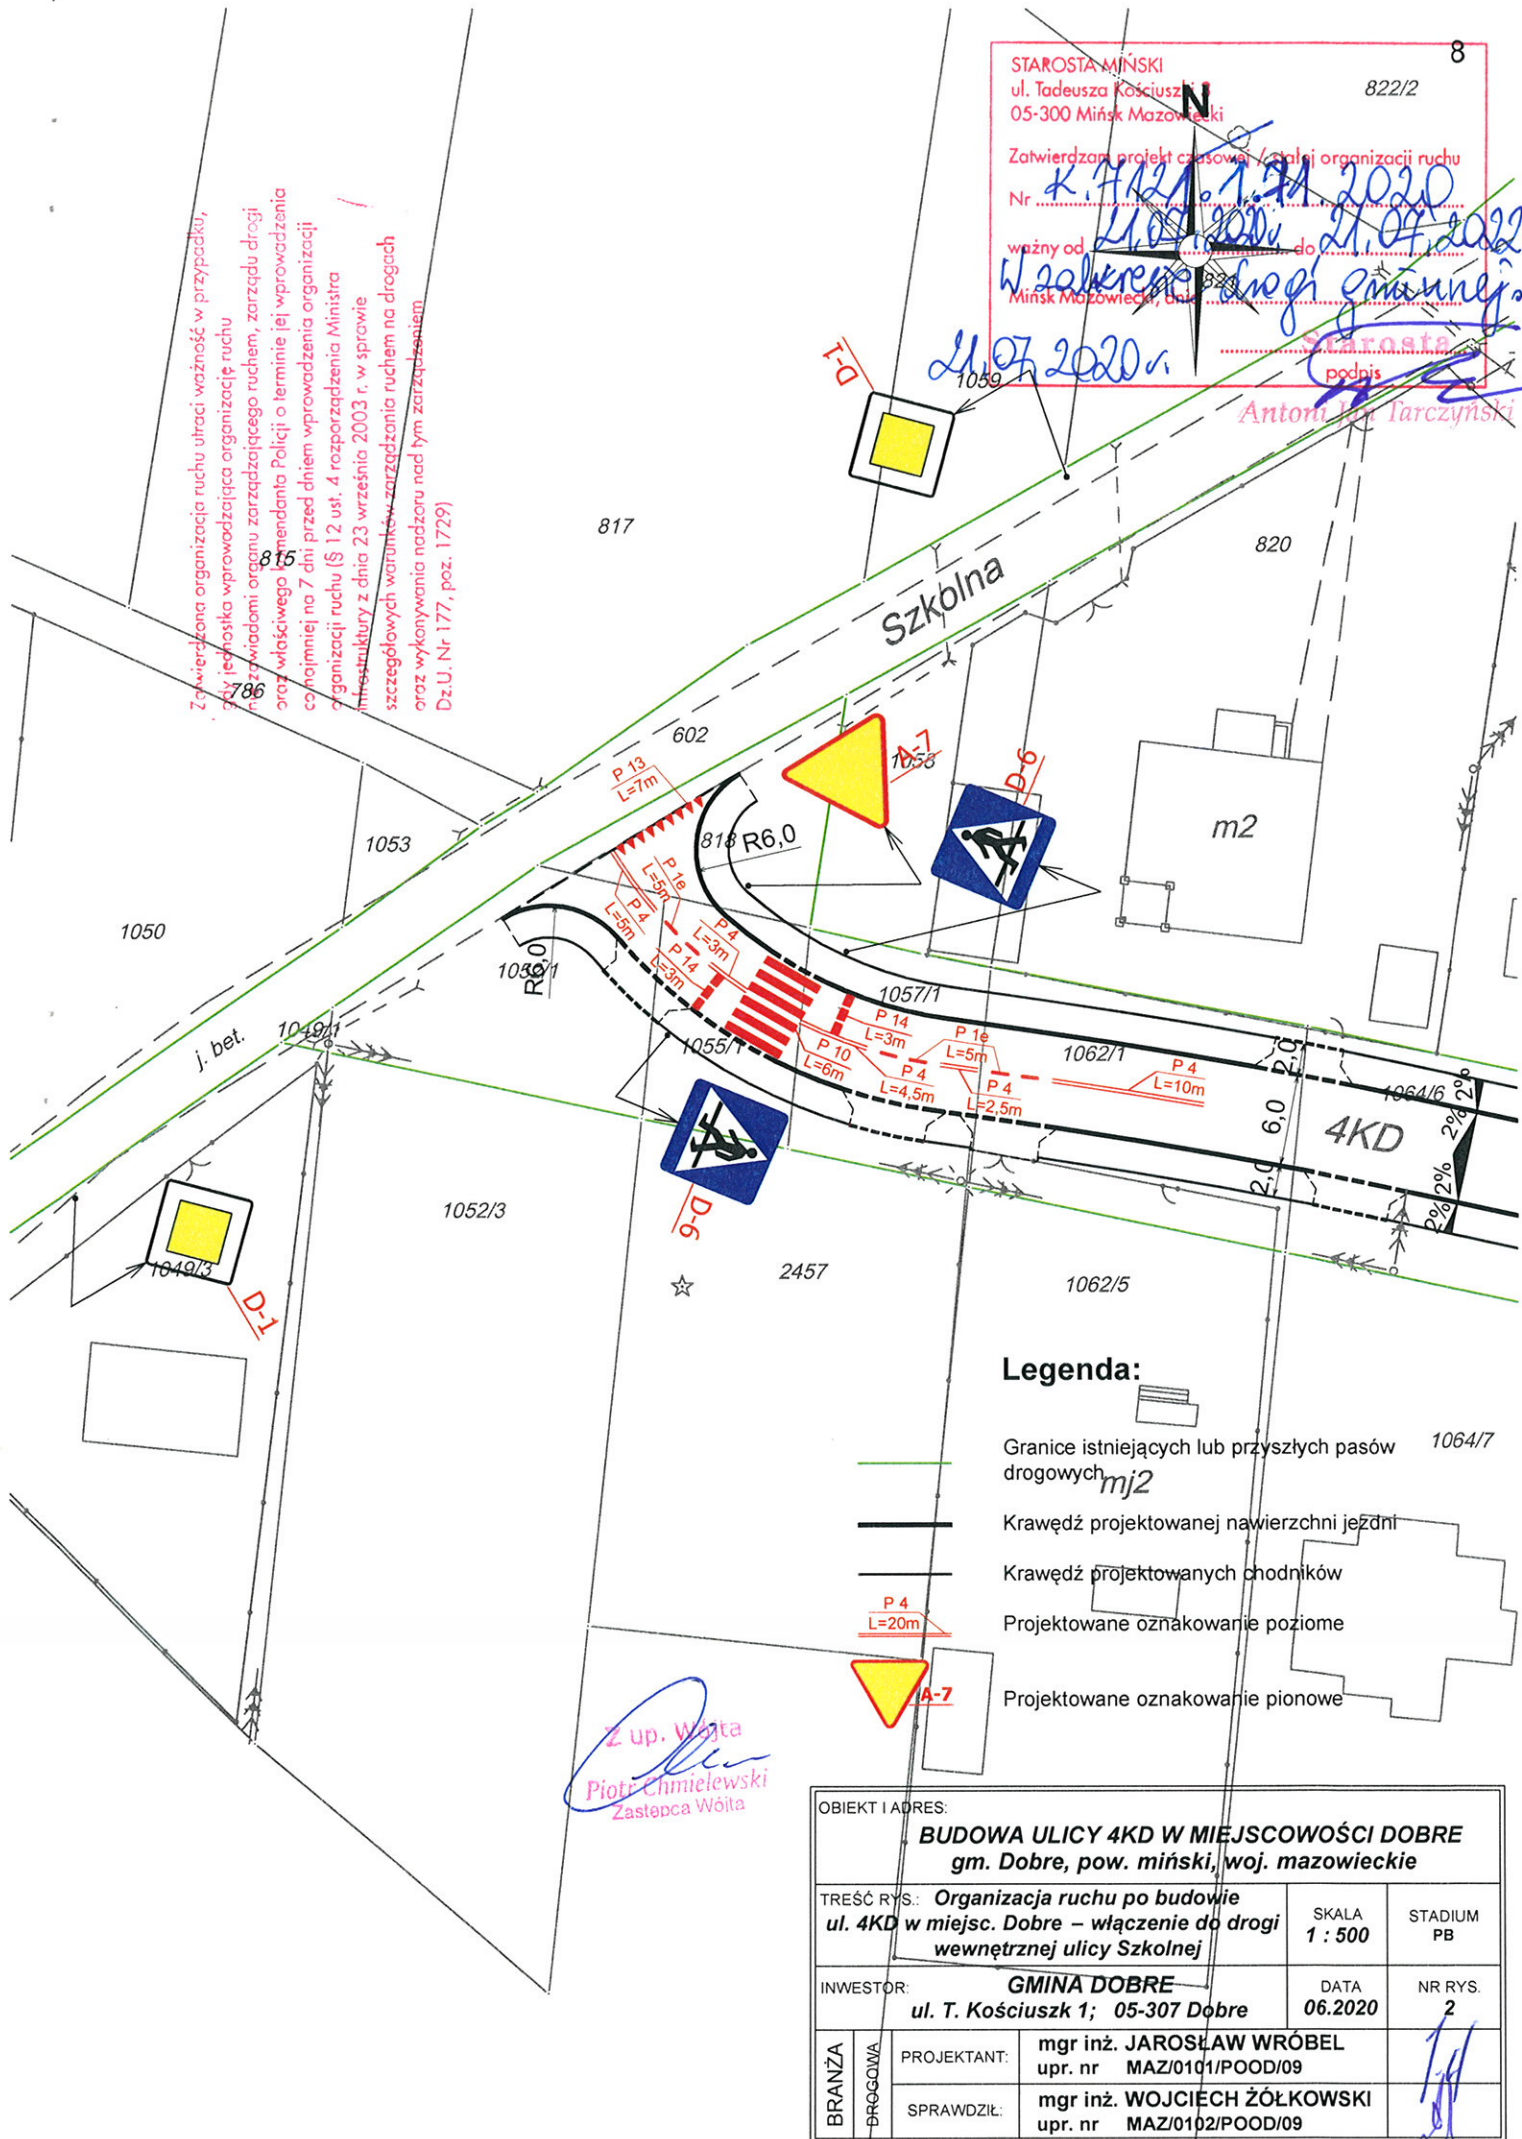 8
STAROSTA MIŃSKI
ul. Tadeusza Kościuszki 3
05-300 Mińsk Mazowiecki
822/2
N
Zatwierdzam projekt czasowej / stałej organizacji ruchu
Nr K.7121.1.71.2020
ważny od 21.07.2020r. do 21.07.2022
W zakresie drogi gminnej.
Mińsk Mazowiecki, dnia
821
21.07.2020r.
Starosta
podpis
Antoni Jan Tarczyński
Zatwierdzona organizacja ruchu utraci ważność w przypadku,
gdy jednostka wprowadzająca organizację ruchu
nie zawiadomi organu zarządzającego ruchem, zarządu drogi
oraz właściwego komendanta Policji o terminie jej wprowadzenia
co najmniej na 7 dni przed dniem wprowadzenia organizacji
organizacji ruchu (§ 12 ust. 4 rozporządzenia Ministra
Infrastruktury z dnia 23 września 2003 r. w sprawie
szczegółowych warunków zarządzania ruchem na drogach
oraz wykonywania nadzoru nad tym zarządzaniem
Dz.U. Nr 177, poz. 1729)
D-1
1059
817
815
820
Szkolna
786
602
A-7
1058
D-6
P 13
L=7m
m2
1053
818
R6,0
P 1e
L=5m
P 4
L=5m
1050
P 4
L=3m
P 14
L=3m
R6,0
1057/1
1049/1
j. bet.
1055/1
P 14
L=3m
P 10
L=6m
P 1e
L=5m
P 4
L=4,5m
P 4
L=2,5m
1062/1
P 4
L=10m
2,0
6,0
2,0
1064/6
4KD
2%
2%
2%
2%
D-6
1052/3
1049/3
D-1
2457
1062/5
Legenda:
Granice istniejących lub przyszłych pasów
drogowych
mj2
1064/7
Krawędź projektowanej nawierzchni jezdni
Krawędź projektowanych chodników
P 4
L=20m
Projektowane oznakowanie poziome
A-7
Projektowane oznakowanie pionowe
Z up. Wójta
Piotr Chmielewski
Zastępca Wójta
OBIEKT I ADRES:
BUDOWA ULICY 4KD W MIEJSCOWOŚCI DOBRE
gm. Dobre, pow. miński, woj. mazowieckie
TREŚĆ RYS.: Organizacja ruchu po budowie
ul. 4KD w miejsc. Dobre – włączenie do drogi
wewnętrznej ulicy Szkolnej
SKALA
1 : 500
STADIUM
PB
INWESTOR: GMINA DOBRE
ul. T. Kościuszk 1; 05-307 Dobre
DATA
06.2020
NR RYS.
2
BRANŻA
DROGOWA
PROJEKTANT:
mgr inż. JAROSŁAW WRÓBEL
upr. nr MAZ/0101/POOD/09
SPRAWDZIŁ:
mgr inż. WOJCIECH ŻÓŁKOWSKI
upr. nr MAZ/0102/POOD/09